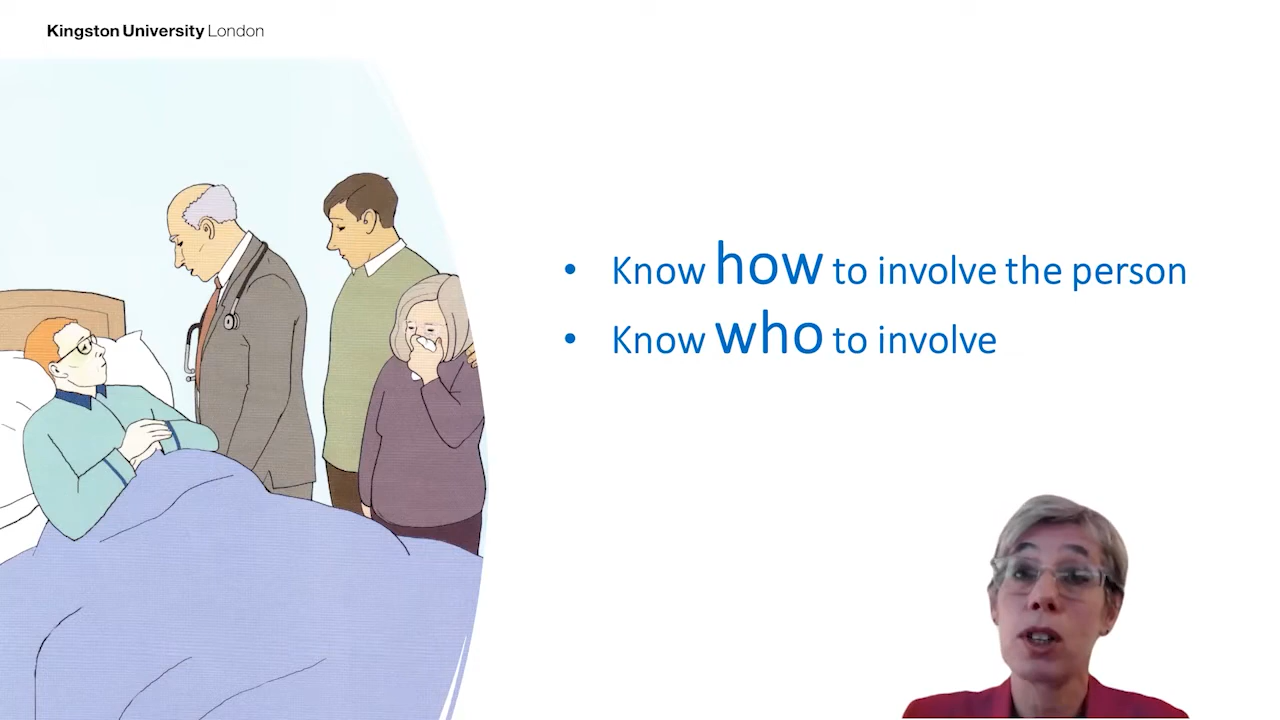 Kingston University London
• Know how to involve the person
• Know who to involve